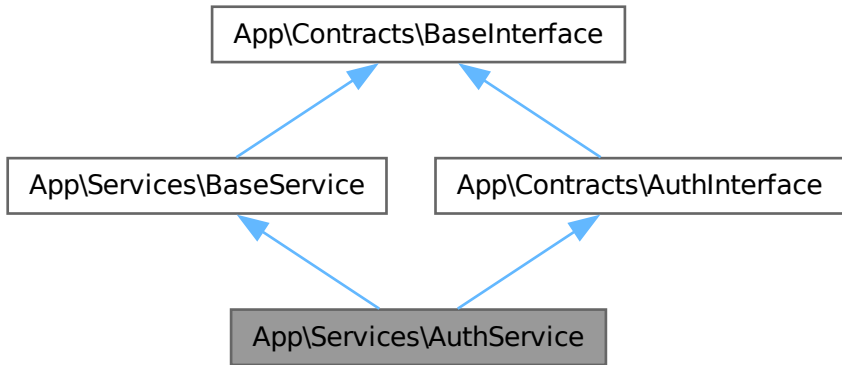 App\Contracts\BaseInterface
App\Services\BaseService
App\Contracts\AuthInterface
App\Services\AuthService